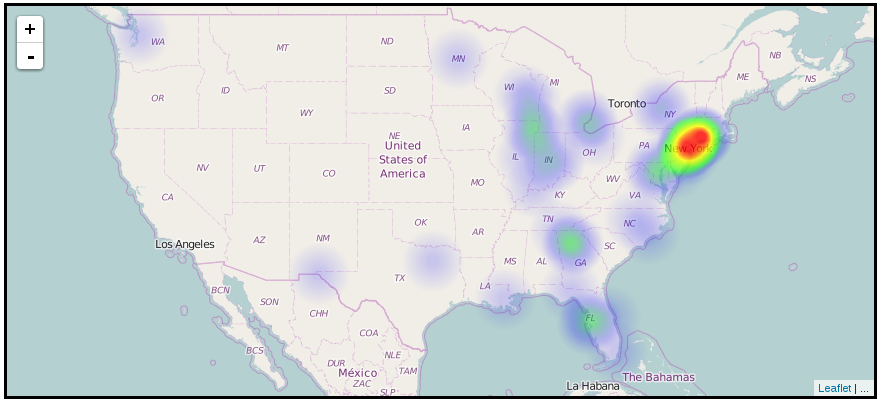 +
-
WA
MT
ND
MN
OR
ID
WY
SD
WI
MI
Toronto
NB
ME
NS
NY
IA
NE
United
States of
America
NV
UT
CO
IL
IN
OH
PA
New York
CA
MO
KY
WV
VA
OK
AR
TN
NC
SC
Los Angeles
AZ
NM
TX
MS
AL
GA
LA
BCN
SON
CHH
FL
COA
BCS
DUR
NLE
México
TAM
ZAC
SLP
La Habana
The Bahamas
Leaflet | ...